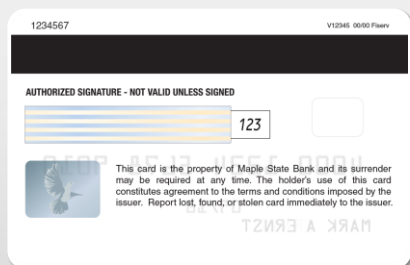 1234567
V12345 00/00 Fiserv
AUTHORIZED SIGNATURE - NOT VALID UNLESS SIGNED
123
This card is the property of Maple State Bank and its surrender
may be required at any time. The holder's use of this card
constitutes agreement to the terms and conditions imposed by the
issuer. Report lost, found, or stolen card immediately to the issuer.
MARK A ERNST